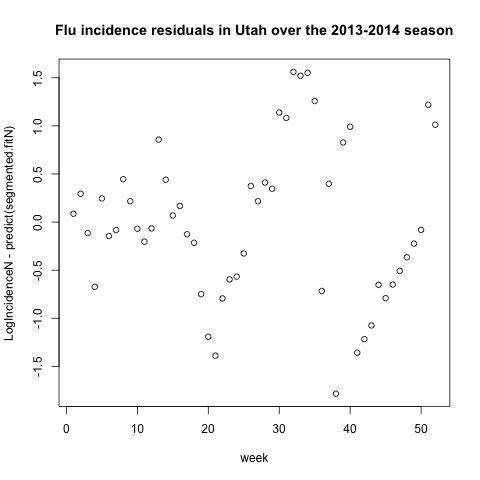 Flu incidence residuals in Utah over the 2013-2014 season
LogIncidenceN - predict(segmented.fitN)
1.5
1.0
0.5
0.0
-0.5
-1.0
-1.5
0 10 20 30 40 50
week